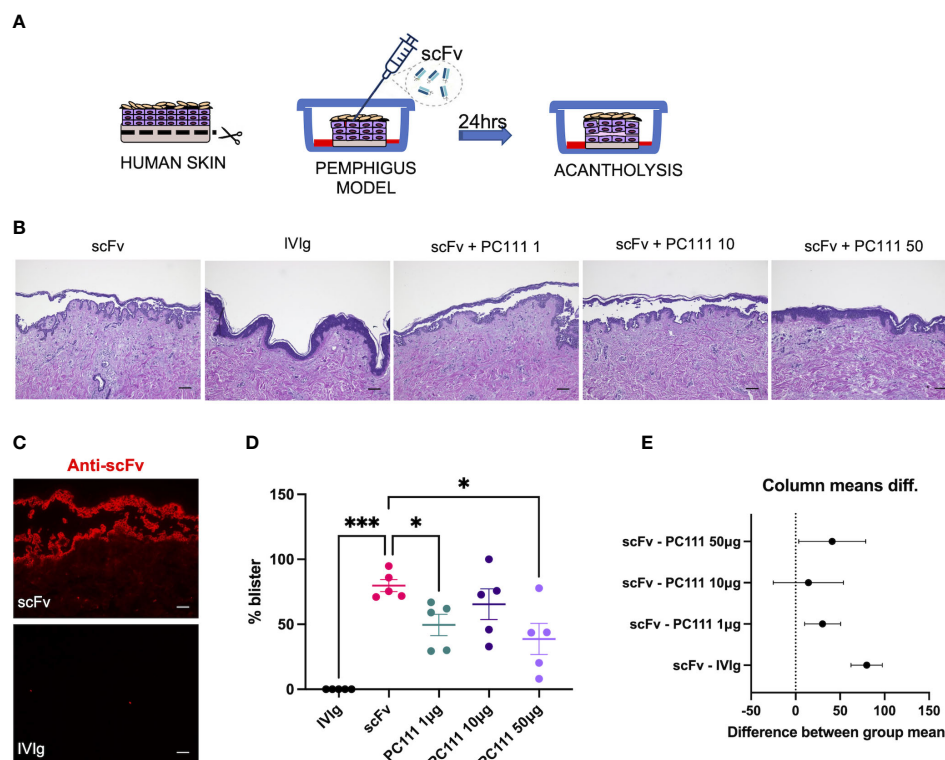 A
scFv
24hrs
HUMAN SKIN
PEMPHIGUS
MODEL
ACANTHOLYSIS
B
scFv
IVIg
scFv + PC111 1
scFv + PC111 10
scFv + PC111 50
C
Anti-scFv
scFv
IVIg
D
*
***
*
150
100
50
0
% blister
IVIg
scFv
PC111 1µg
PC111 10µg
PC111 50µg
E
Column means diff.
scFv - PC111 50µg
scFv - PC111 10µg
scFv - PC111 1µg
scFv - IVIg
-50 0 50 100 150
Difference between group mean